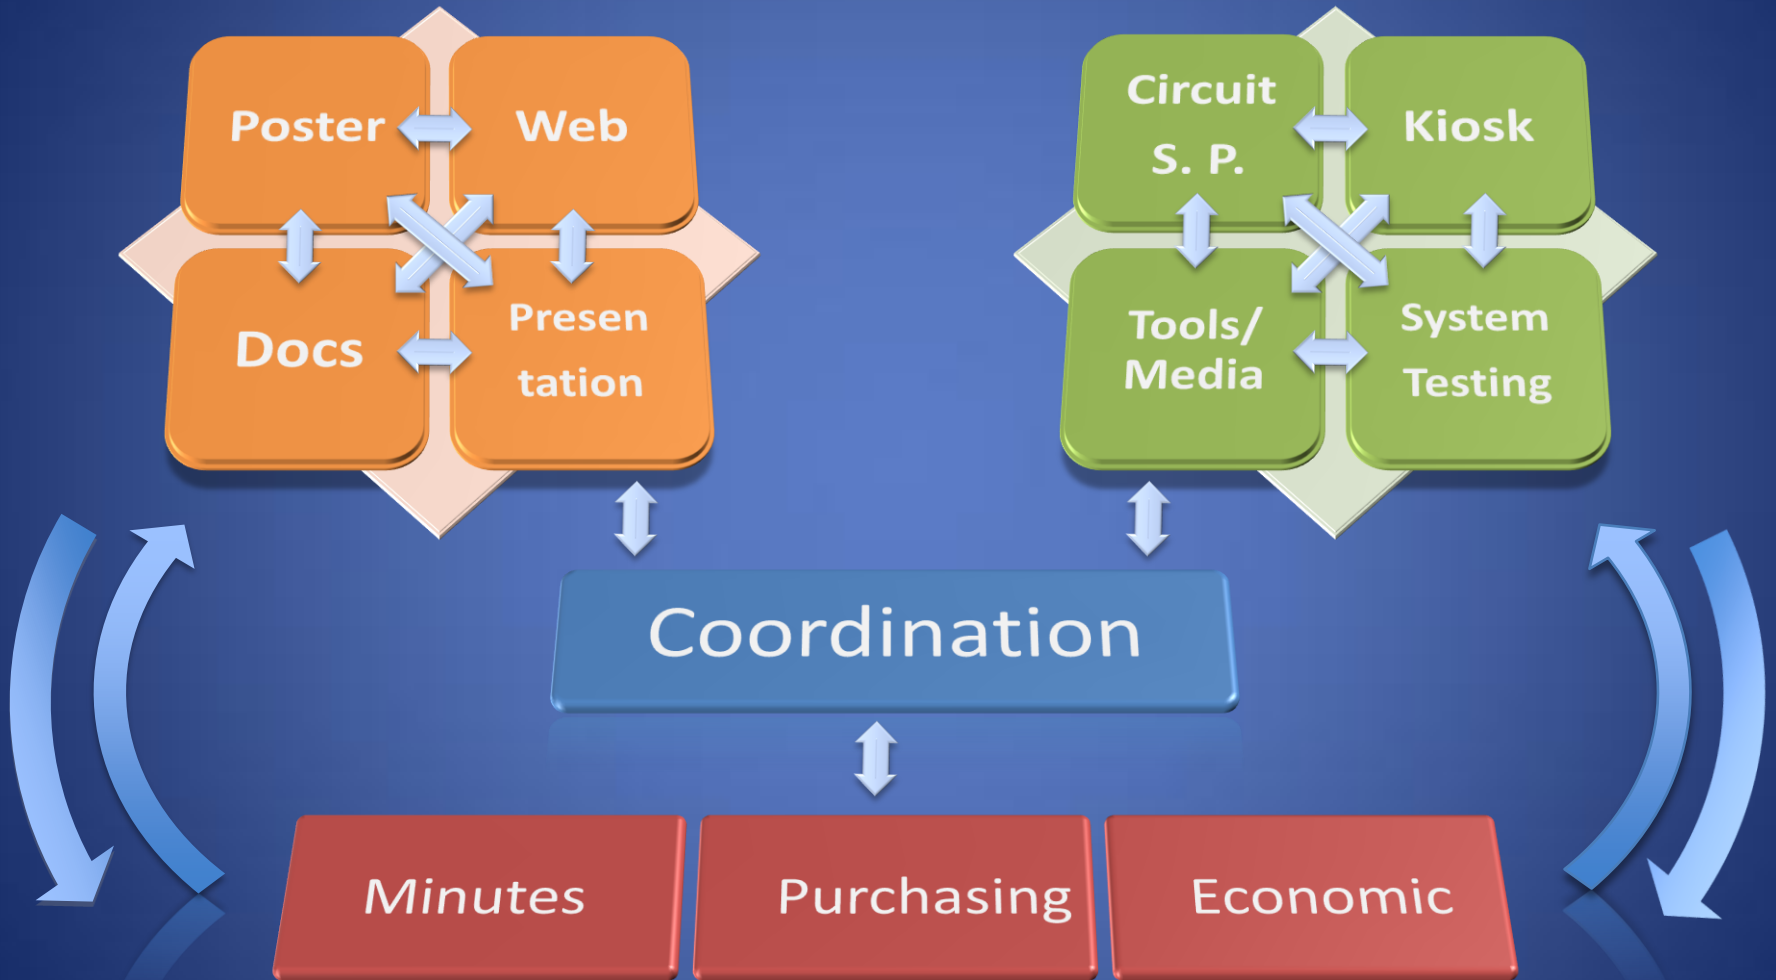 Poster
Web
Docs
Presen
tation
Circuit
S. P.
Kiosk
Tools/
Media
System
Testing
Coordination
Minutes
Purchasing
Economic